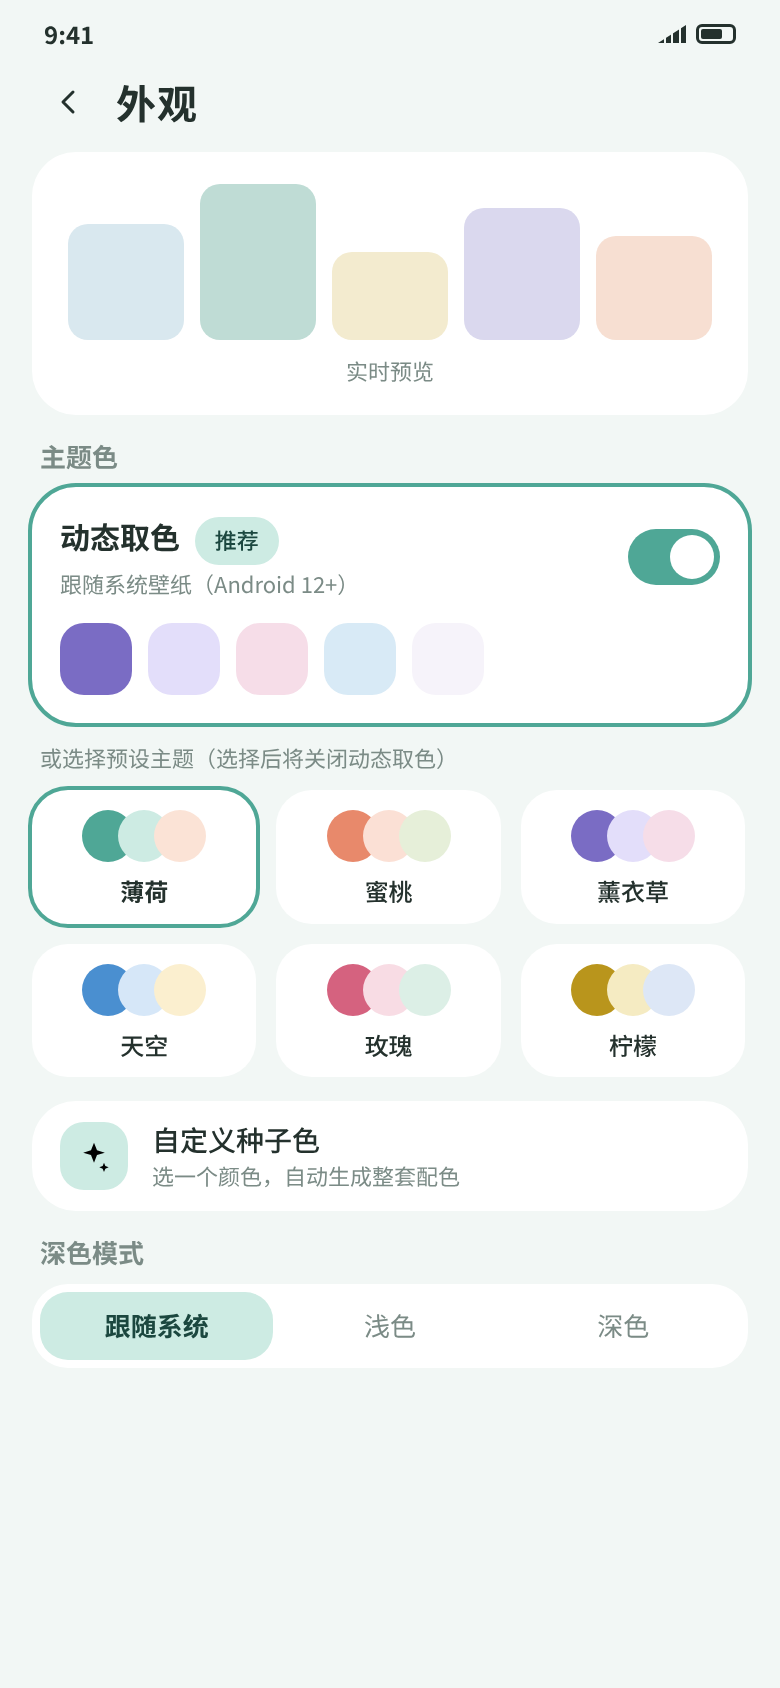 9:41
外观
实时预览
主题色
动态取色 推荐
跟随系统壁纸（Android 12+）
或选择预设主题（选择后将关闭动态取色）
薄荷 蜜桃 薰衣草
天空 玫瑰 柠檬
自定义种子色
选一个颜色，自动生成整套配色
深色模式
跟随系统 浅色 深色